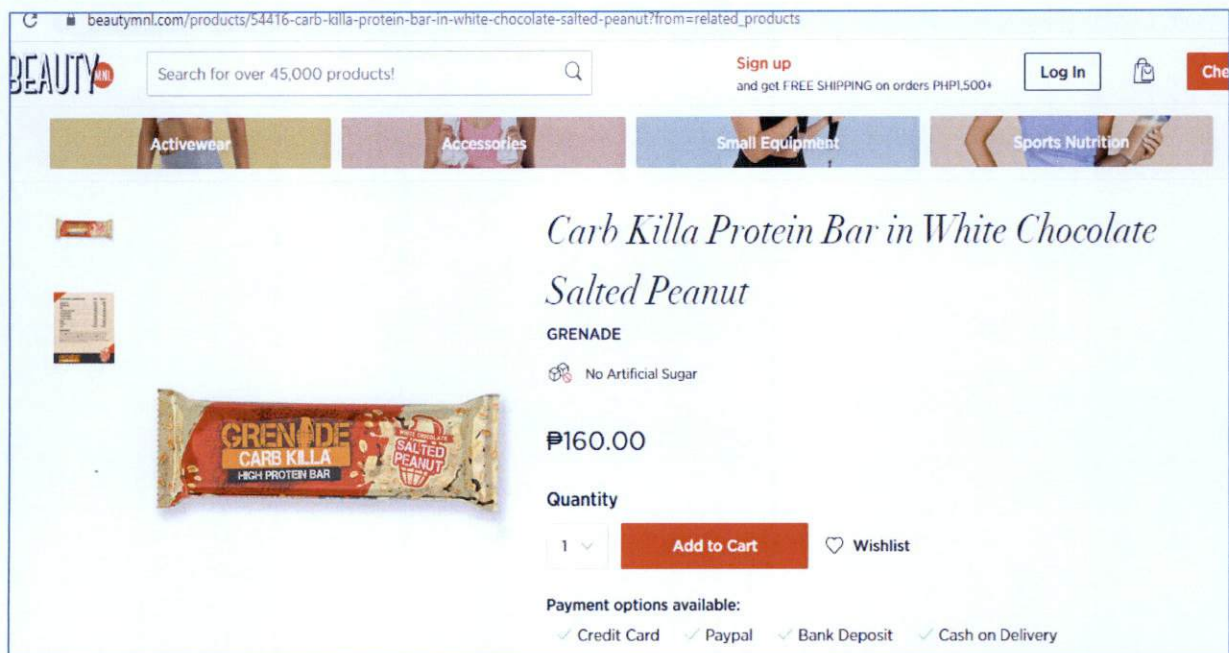 beautymnl.com/products/54416-carb-killa-protein-bar-in-white-chocolate-salted-peanut?from=related_products
BEAUTY MNL
Search for over 45,000 products!
Sign up
and get FREE SHIPPING on orders PHP1,500+
Log In
Che
Activewear
Accessories
Small Equipment
Sports Nutrition
Carb Killa Protein Bar in White Chocolate
Salted Peanut
GRENADE
No Artificial Sugar
GRENADE
CARB KILLA
HIGH PROTEIN BAR
WHITE CHOCOLATE
SALTED
PEANUT
₱160.00
Quantity
1
Add to Cart
Wishlist
Payment options available:
Credit Card Paypal Bank Deposit Cash on Delivery